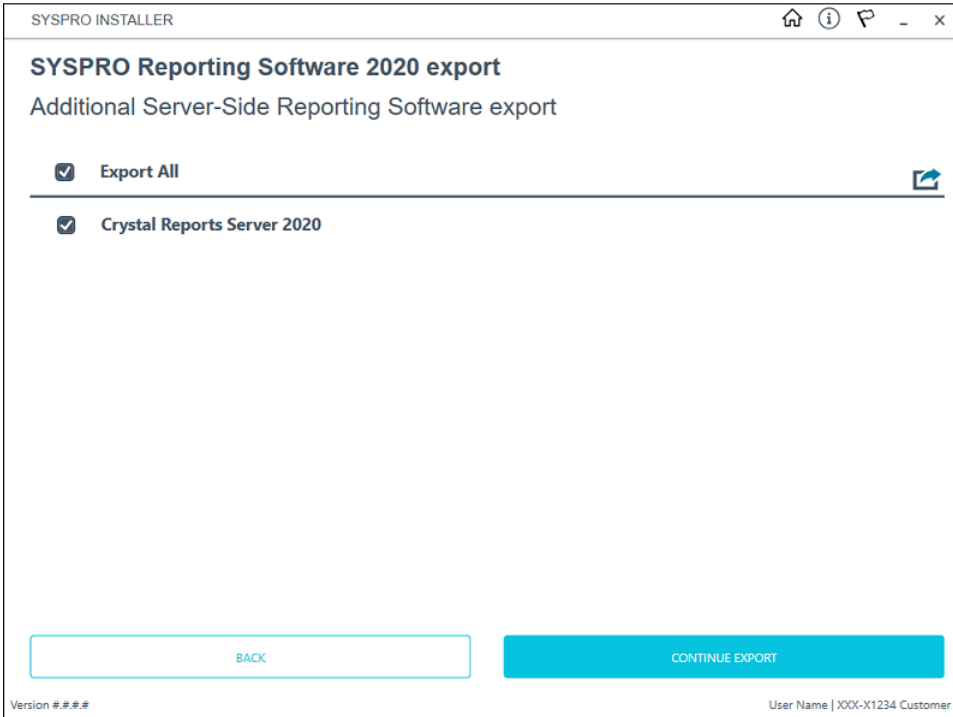 SYSPRO INSTALLER
SYSPRO Reporting Software 2020 export
Additional Server-Side Reporting Software export
Export All
Crystal Reports Server 2020
BACK
CONTINUE EXPORT
Version #.#.#.#
User Name | XXX-X1234 Customer